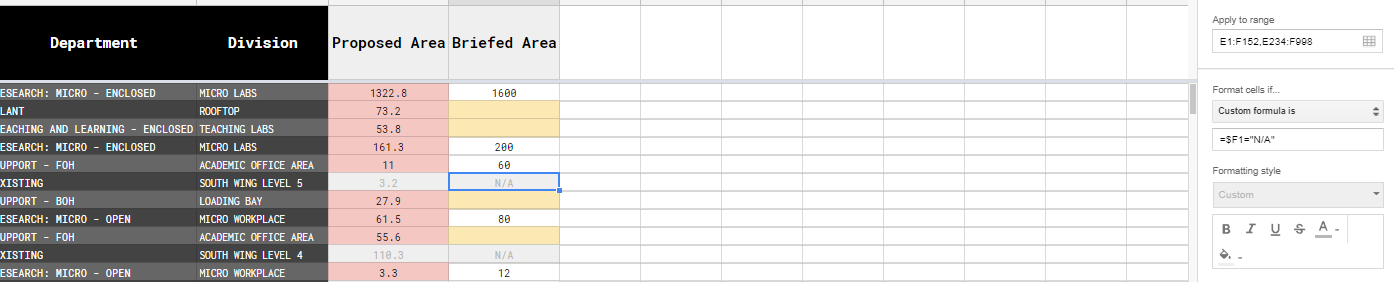 Department Division Proposed Area Briefed Area
ESEARCH: MICRO - ENCLOSED MICRO LABS 1322.8 1600
LANT ROOFTOP 73.2
EACHING AND LEARNING - ENCLOSED TEACHING LABS 53.8
ESEARCH: MICRO - ENCLOSED MICRO LABS 161.3 200
UPPORT - FOH ACADEMIC OFFICE AREA 11 60
XISTING SOUTH WING LEVEL 5 3.2 N/A
UPPORT - BOH LOADING BAY 27.9
ESEARCH: MICRO - OPEN MICRO WORKPLACE 61.5 80
UPPORT - FOH ACADEMIC OFFICE AREA 55.6
XISTING SOUTH WING LEVEL 4 110.3 N/A
ESEARCH: MICRO - OPEN MICRO WORKPLACE 3.3 12
Apply to range
E1:F152,E234:F998
Format cells if...
Custom formula is
=$F1="N/A"
Formatting style
Custom
B I U S A